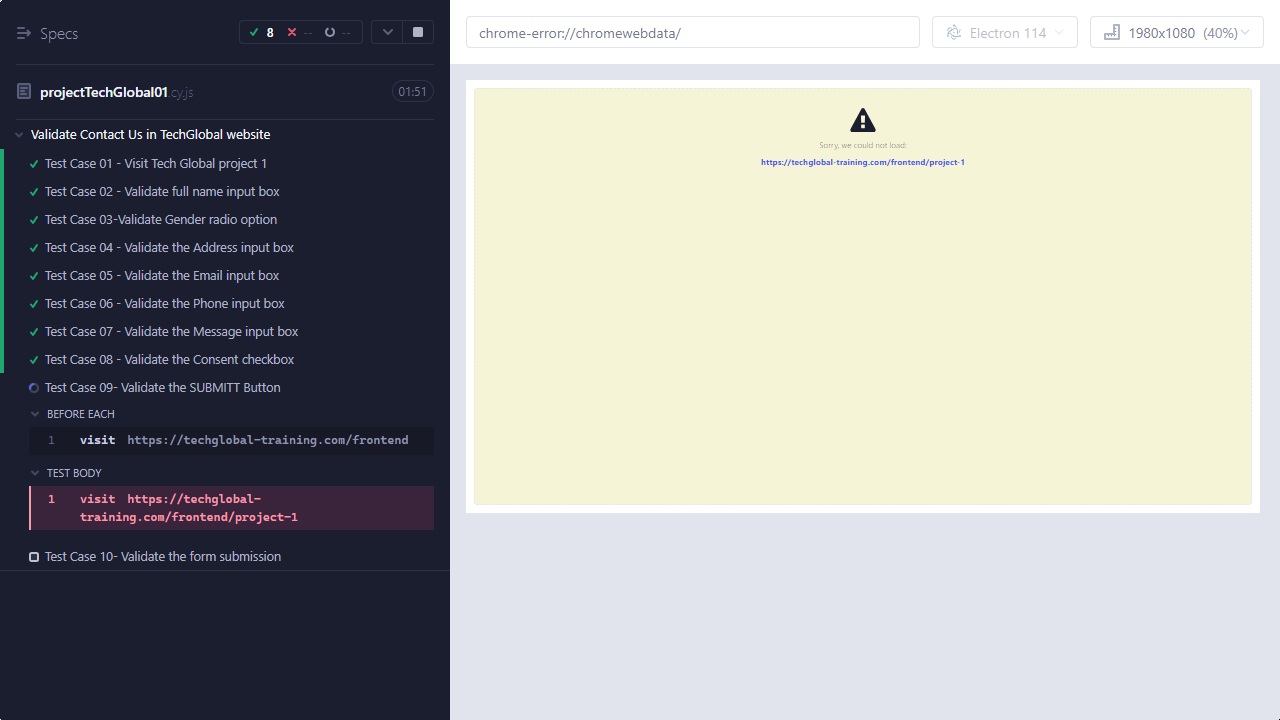 Specs
8
--
--
projectTechGlobal01.cy.js
01:51
Validate Contact Us in TechGlobal website
Test Case 01 - Visit Tech Global project 1
Test Case 02 - Validate full name input box
Test Case 03-Validate Gender radio option
Test Case 04 - Validate the Address input box
Test Case 05 - Validate the Email input box
Test Case 06 - Validate the Phone input box
Test Case 07 - Validate the Message input box
Test Case 08 - Validate the Consent checkbox
Test Case 09- Validate the SUBMITT Button
BEFORE EACH
1 visit https://techglobal-training.com/frontend
TEST BODY
1 visit https://techglobal-
training.com/frontend/project-1
Test Case 10- Validate the form submission
chrome-error://chromewebdata/
Electron 114
1980x1080 (40%)
Sorry, we could not load:
https://techglobal-training.com/frontend/project-1